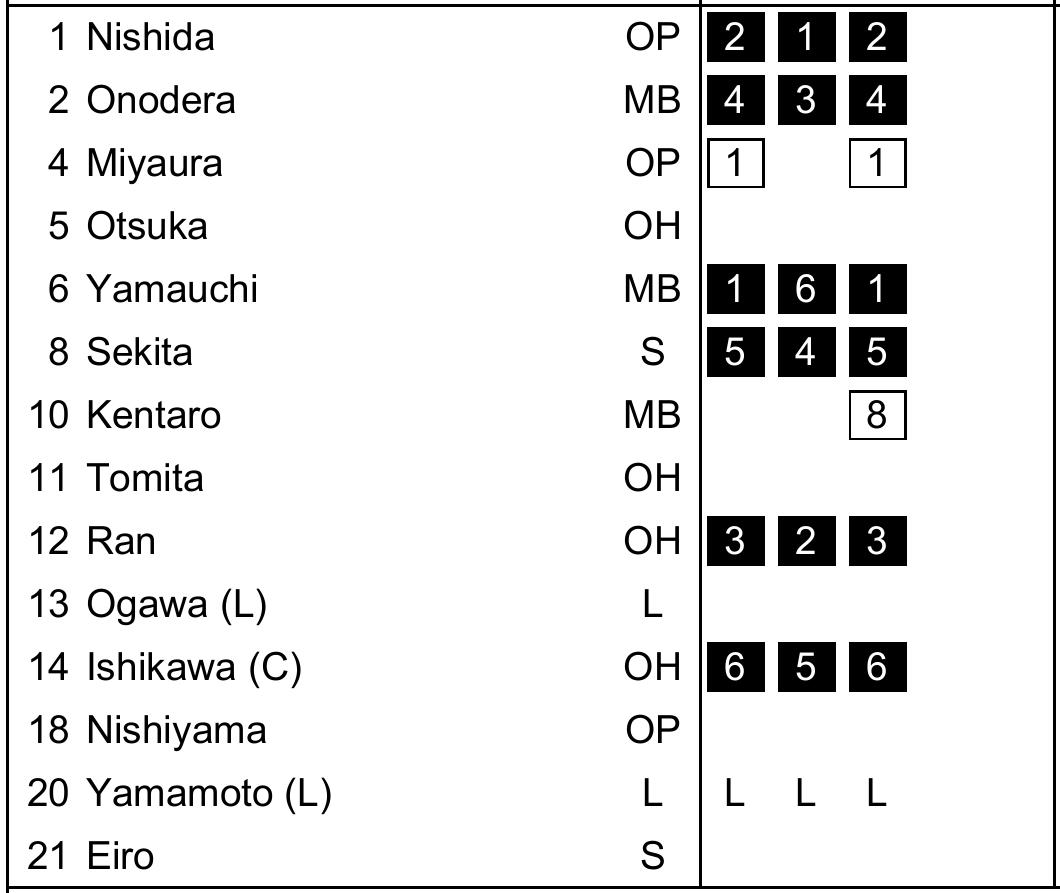 1 Nishida OP 2 1 2
2 Onodera MB 4 3 4
4 Miyaura OP 1 1
5 Otsuka OH
6 Yamauchi MB 1 6 1
8 Sekita S 5 4 5
10 Kentaro MB 8
11 Tomita OH
12 Ran OH 3 2 3
13 Ogawa (L) L
14 Ishikawa (C) OH 6 5 6
18 Nishiyama OP
20 Yamamoto (L) L L L L
21 Eiro S